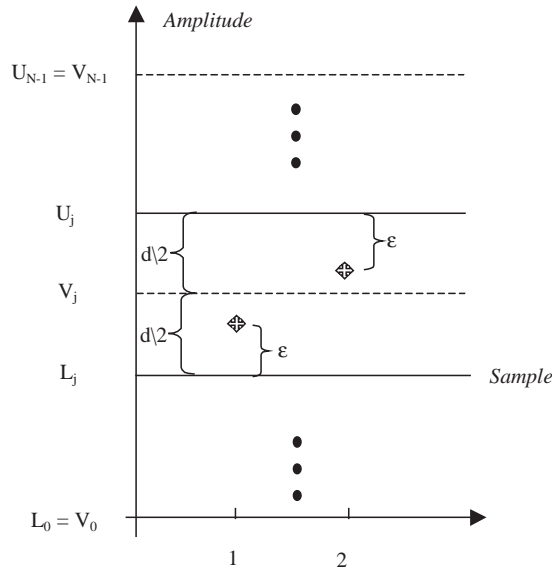 Amplitude
U_{N-1} = V_{N-1}
U_j
ε
d\2
V_j
d\2
ε
L_j
Sample
L_0 = V_0
1 2